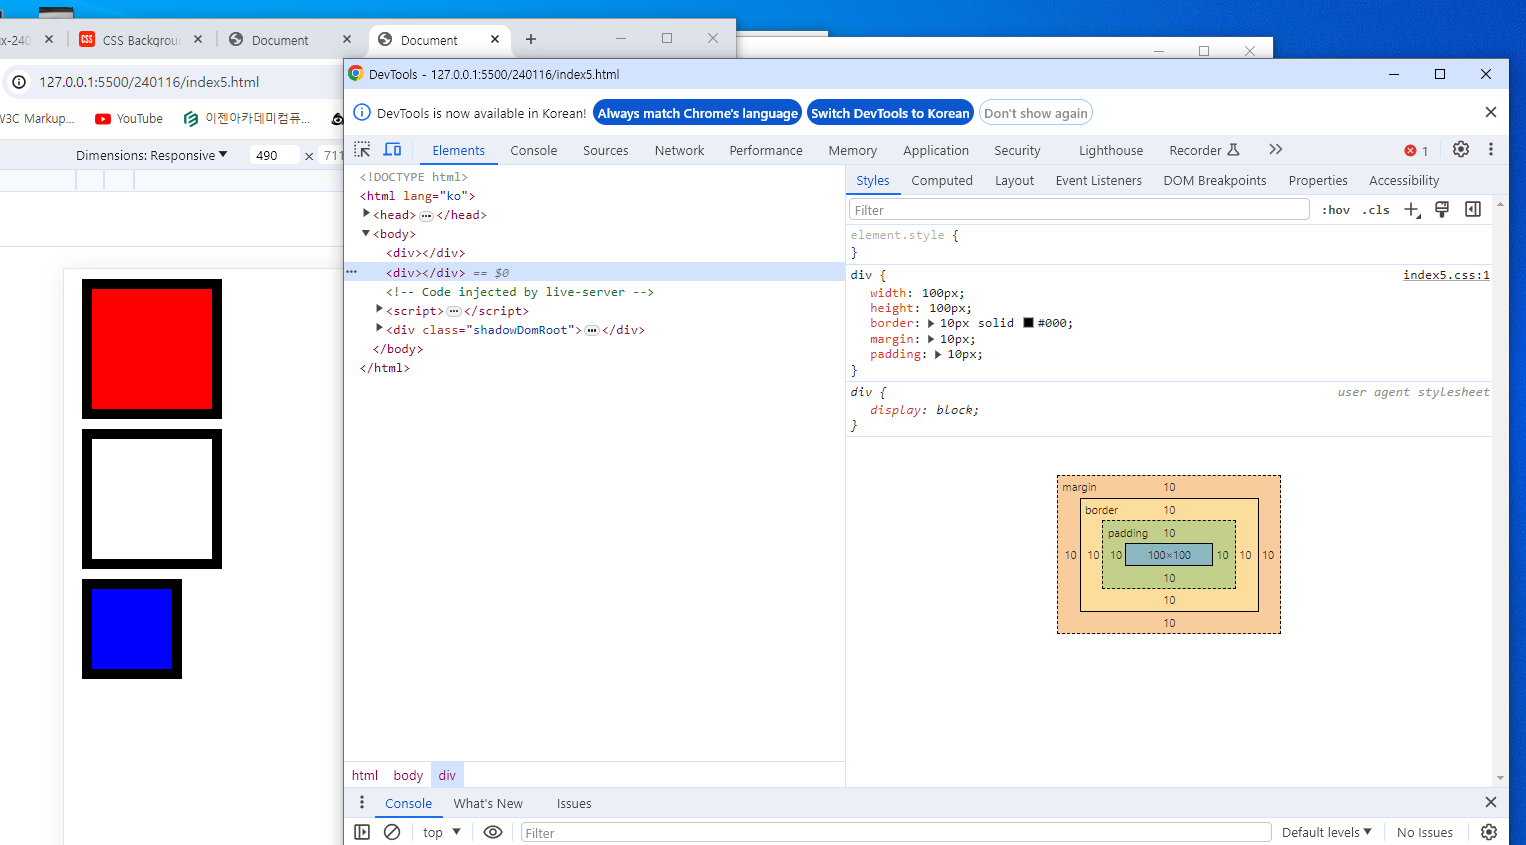 ux-240
CSS Backgrou
Document
Document
127.0.0.1:5500/240116/index5.html
W3C Markup...
YouTube
이젠아카데미컴퓨...
Dimensions: Responsive
490
×
711
DevTools - 127.0.0.1:5500/240116/index5.html
DevTools is now available in Korean!
Always match Chrome's language
Switch DevTools to Korean
Don't show again
Elements
Console
Sources
Network
Performance
Memory
Application
Security
Lighthouse
Recorder
1
<!DOCTYPE html>
<html lang="ko">
<head>…</head>
<body>
<div></div>
<div></div> == $0
<!-- Code injected by live-server -->
<script>…</script>
<div class="shadowDomRoot">…</div>
</body>
</html>
Styles
Computed
Layout
Event Listeners
DOM Breakpoints
Properties
Accessibility
Filter
:hov
.cls
element.style {
}
div {
index5.css:1
width: 100px;
height: 100px;
border: 10px solid #000;
margin: 10px;
padding: 10px;
}
div {
user agent stylesheet
display: block;
}
margin
10
border
10
padding
10
10
10
10
100×100
10
10
10
10
10
10
html
body
div
Console
What's New
Issues
top
Filter
Default levels
No Issues